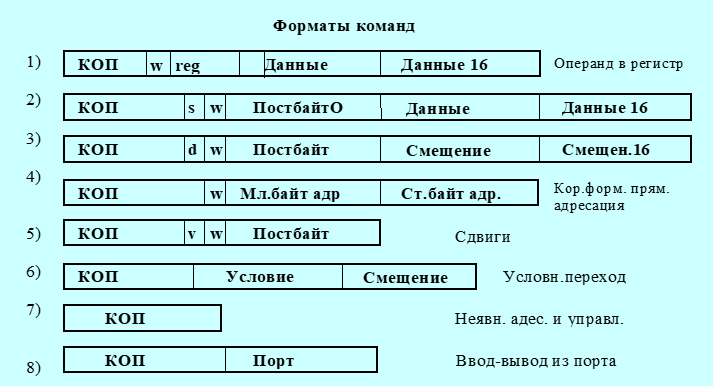 Форматы команд
1) КОП w reg Данные Данные 16 Операнд в регистр
2) КОП s w ПостбайтО Данные Данные 16
3) КОП d w Постбайт Смещение Смещен.16
4) КОП w Мл.байт адр Ст.байт адр. Кор.форм. прям.
адресация
5) КОП v w Постбайт Сдвиги
6) КОП Условие Смещение Условн.переход
7) КОП Неявн. адес. и управл.
8) КОП Порт Ввод-вывод из порта